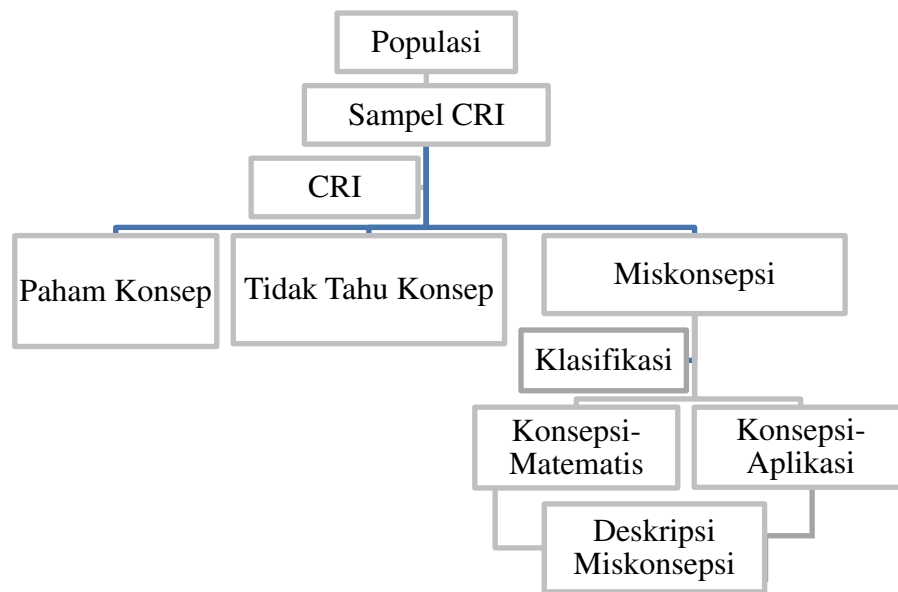 Populasi
Sampel CRI
CRI
Paham Konsep
Tidak Tahu Konsep
Miskonsepsi
Klasifikasi
Konsepsi-
Matematis
Konsepsi-
Aplikasi
Deskripsi
Miskonsepsi